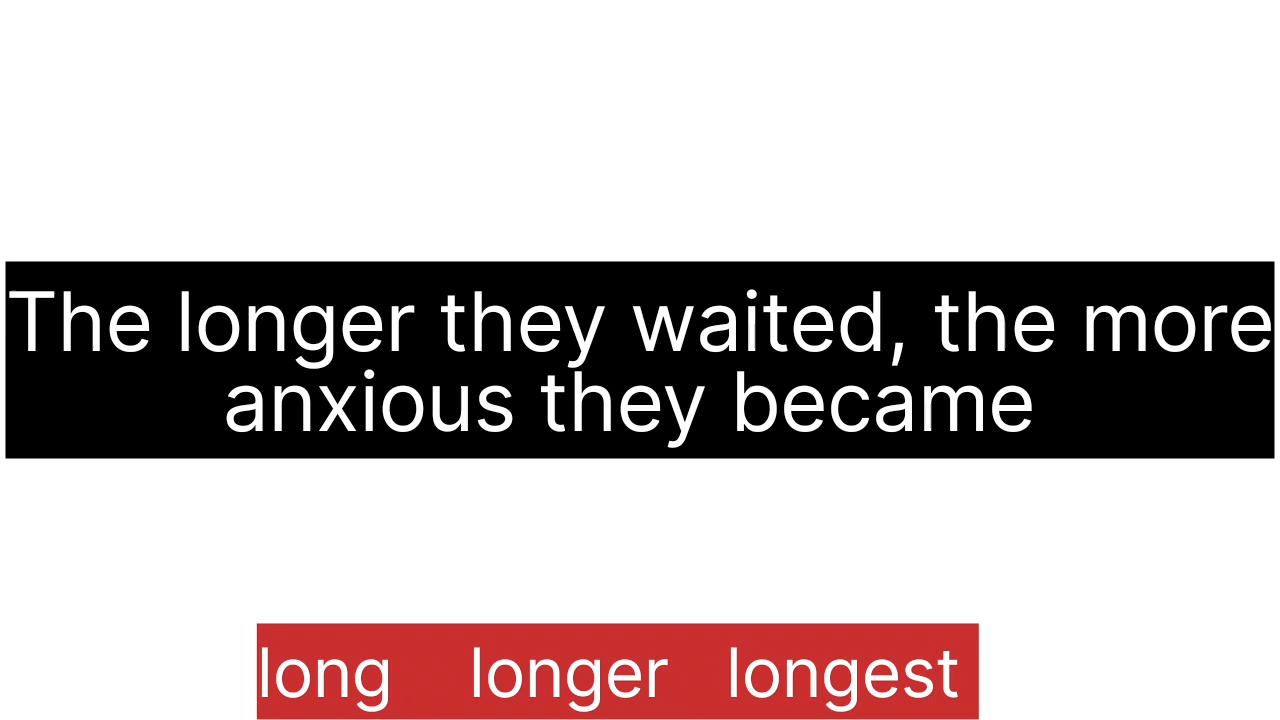 The longer they waited, the more
anxious they became
long longer longest